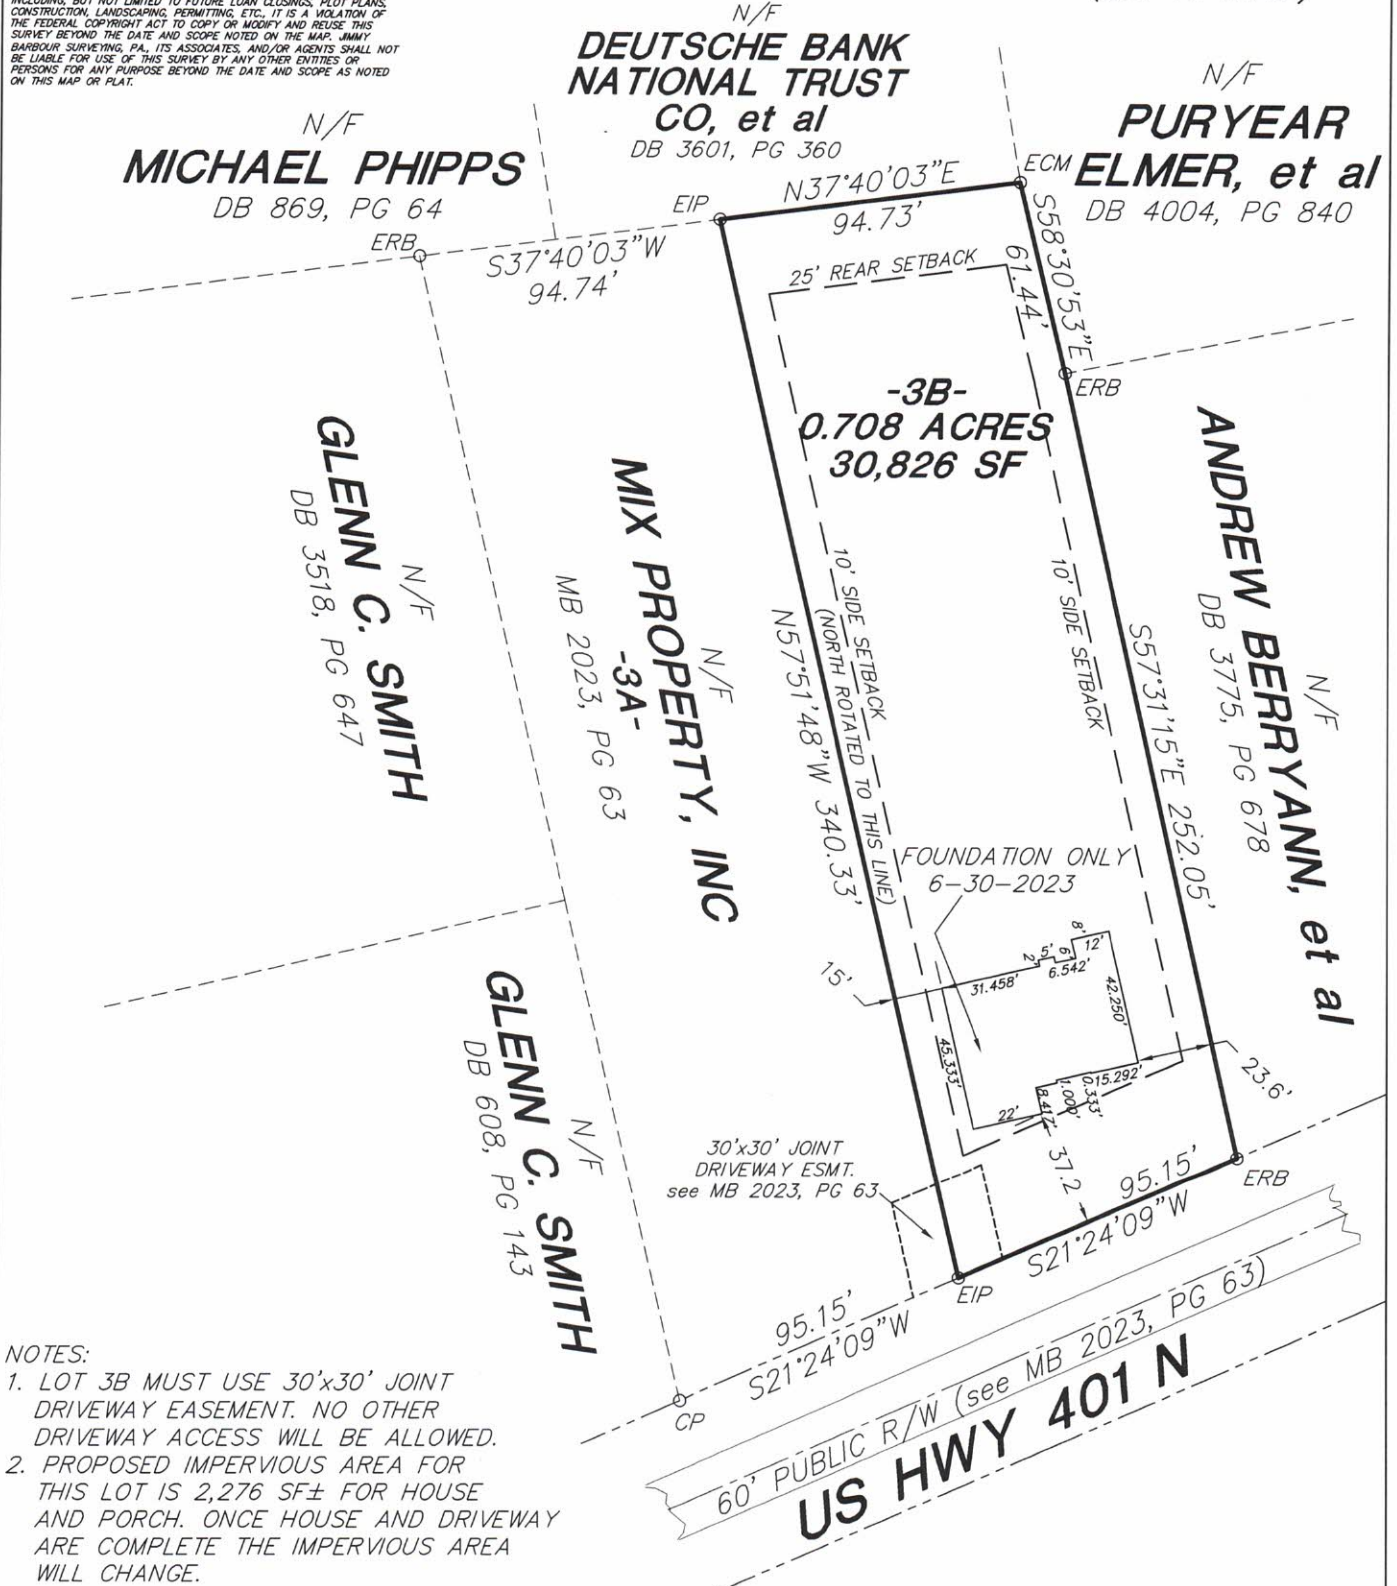 CONSTRUCTION, LANDSCAPING, PERMITTING, ETC., IT IS A VIOLATION OF
THE FEDERAL COPYRIGHT ACT TO COPY OR MODIFY AND REUSE THIS
SURVEY BEYOND THE DATE AND SCOPE NOTED ON THE MAP. JIMMY
BARBOUR SURVEYING, PA., ITS ASSOCIATES, AND/OR AGENTS SHALL NOT
BE LIABLE FOR USE OF THIS SURVEY BY ANY OTHER ENTITIES OR
PERSONS FOR ANY PURPOSE BEYOND THE DATE AND SCOPE AS NOTED
ON THIS MAP OR PLAT.
N/F
DEUTSCHE BANK
NATIONAL TRUST
CO, et al
DB 3601, PG 360
N/F
PURYEAR
ELMER, et al
DB 4004, PG 840
N/F
MICHAEL PHIPPS
DB 869, PG 64
ERB
EIP
ECM
S37°40'03"W
94.74'
N37°40'03"E
94.73'
S58°30'53"E
61.44'
25' REAR SETBACK
ERB
-3B-
0.708 ACRES
30,826 SF
N/F
GLENN C. SMITH
DB 3518, PG 647
N/F
MIX PROPERTY, INC
-3A-
MB 2023, PG 63
N/F
ANDREW BERRYANN, et al
DB 3775, PG 678
10' SIDE SETBACK
(NORTH ROTATED TO THIS LINE)
N57°51'48"W 340.33'
10' SIDE SETBACK
S57°31'15"E 252.05'
FOUNDATION ONLY
6-30-2023
15'
31.458'
2'
5'
6'
6.542'
8'
12'
42.250'
45.333'
22'
8.417'
1.000'
0.333'
15.292'
23.6'
37.2
N/F
GLENN C. SMITH
DB 608, PG 143
30'x30' JOINT
DRIVEWAY ESMT.
see MB 2023, PG 63
95.15'
S21°24'09"W
ERB
EIP
95.15'
S21°24'09"W
CP
60' PUBLIC R/W (see MB 2023, PG 63)
US HWY 401 N
NOTES:
1. LOT 3B MUST USE 30'x30' JOINT
DRIVEWAY EASEMENT. NO OTHER
DRIVEWAY ACCESS WILL BE ALLOWED.
2. PROPOSED IMPERVIOUS AREA FOR
THIS LOT IS 2,276 SF± FOR HOUSE
AND PORCH. ONCE HOUSE AND DRIVEWAY
ARE COMPLETE THE IMPERVIOUS AREA
WILL CHANGE.